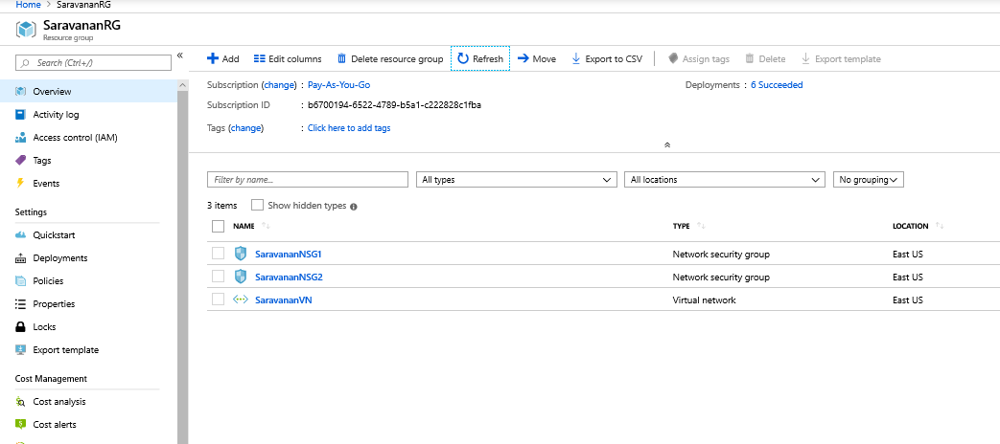 Home > SaravananRG
SaravananRG
Resource group
Search (Ctrl+/)
«
Overview
Activity log
Access control (IAM)
Tags
Events
Settings
Quickstart
Deployments
Policies
Properties
Locks
Export template
Cost Management
Cost analysis
Cost alerts
Add Edit columns Delete resource group Refresh Move Export to CSV Assign tags Delete Export template
Subscription (change) : Pay-As-You-Go Deployments : 6 Succeeded
Subscription ID : b6700194-6522-4789-b5a1-c222828c1fba
Tags (change) : Click here to add tags
Filter by name... All types All locations No grouping
3 items Show hidden types
NAME TYPE LOCATION
SaravananNSG1 Network security group East US
SaravananNSG2 Network security group East US
SaravananVN Virtual network East US